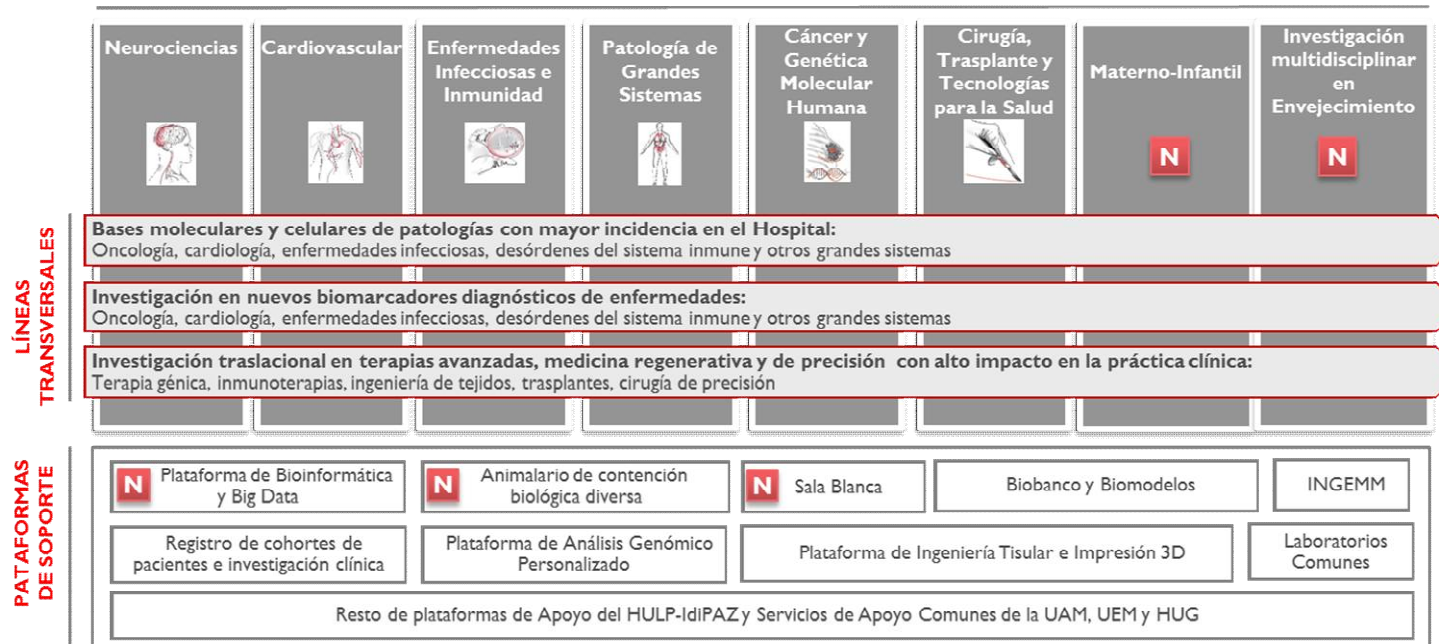 Neurociencias
Cardiovascular
Enfermedades
Infecciosas e
Inmunidad
Patología de
Grandes
Sistemas
Cáncer y
Genética
Molecular
Humana
Cirugía,
Trasplante y
Tecnologías
para la Salud
Materno-Infantil
N
Investigación
multidisciplinar
en
Envejecimiento
N
LÍNEAS
TRANSVERSALES
Bases moleculares y celulares de patologías con mayor incidencia en el Hospital:
Oncología, cardiología, enfermedades infecciosas, desórdenes del sistema inmune y otros grandes sistemas
Investigación en nuevos biomarcadores diagnósticos de enfermedades:
Oncología, cardiología, enfermedades infecciosas, desórdenes del sistema inmune y otros grandes sistemas
Investigación traslacional en terapias avanzadas, medicina regenerativa y de precisión con alto impacto en la práctica clínica:
Terapia génica, inmunoterapias, ingeniería de tejidos, trasplantes, cirugía de precisión
PATAFORMAS
DE SOPORTE
N
Plataforma de Bioinformática
y Big Data
N
Animalario de contención
biológica diversa
N
Sala Blanca
Biobanco y Biomodelos
INGEMM
Registro de cohortes de
pacientes e investigación clínica
Plataforma de Análisis Genómico
Personalizado
Plataforma de Ingeniería Tisular e Impresión 3D
Laboratorios
Comunes
Resto de plataformas de Apoyo del HULP-IdiPAZ y Servicios de Apoyo Comunes de la UAM, UEM y HUG